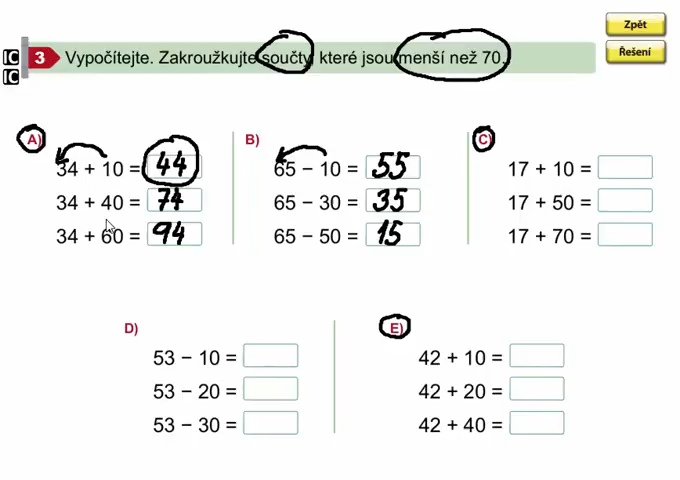 Zpět
Řešení
3 Vypočítejte. Zakroužkujte součty, které jsou menší než 70.
A)
34 + 10 = 44
34 + 40 = 74
34 + 60 = 94
B)
65 − 10 = 55
65 − 30 = 35
65 − 50 = 15
C)
17 + 10 =
17 + 50 =
17 + 70 =
D)
53 − 10 =
53 − 20 =
53 − 30 =
E)
42 + 10 =
42 + 20 =
42 + 40 =